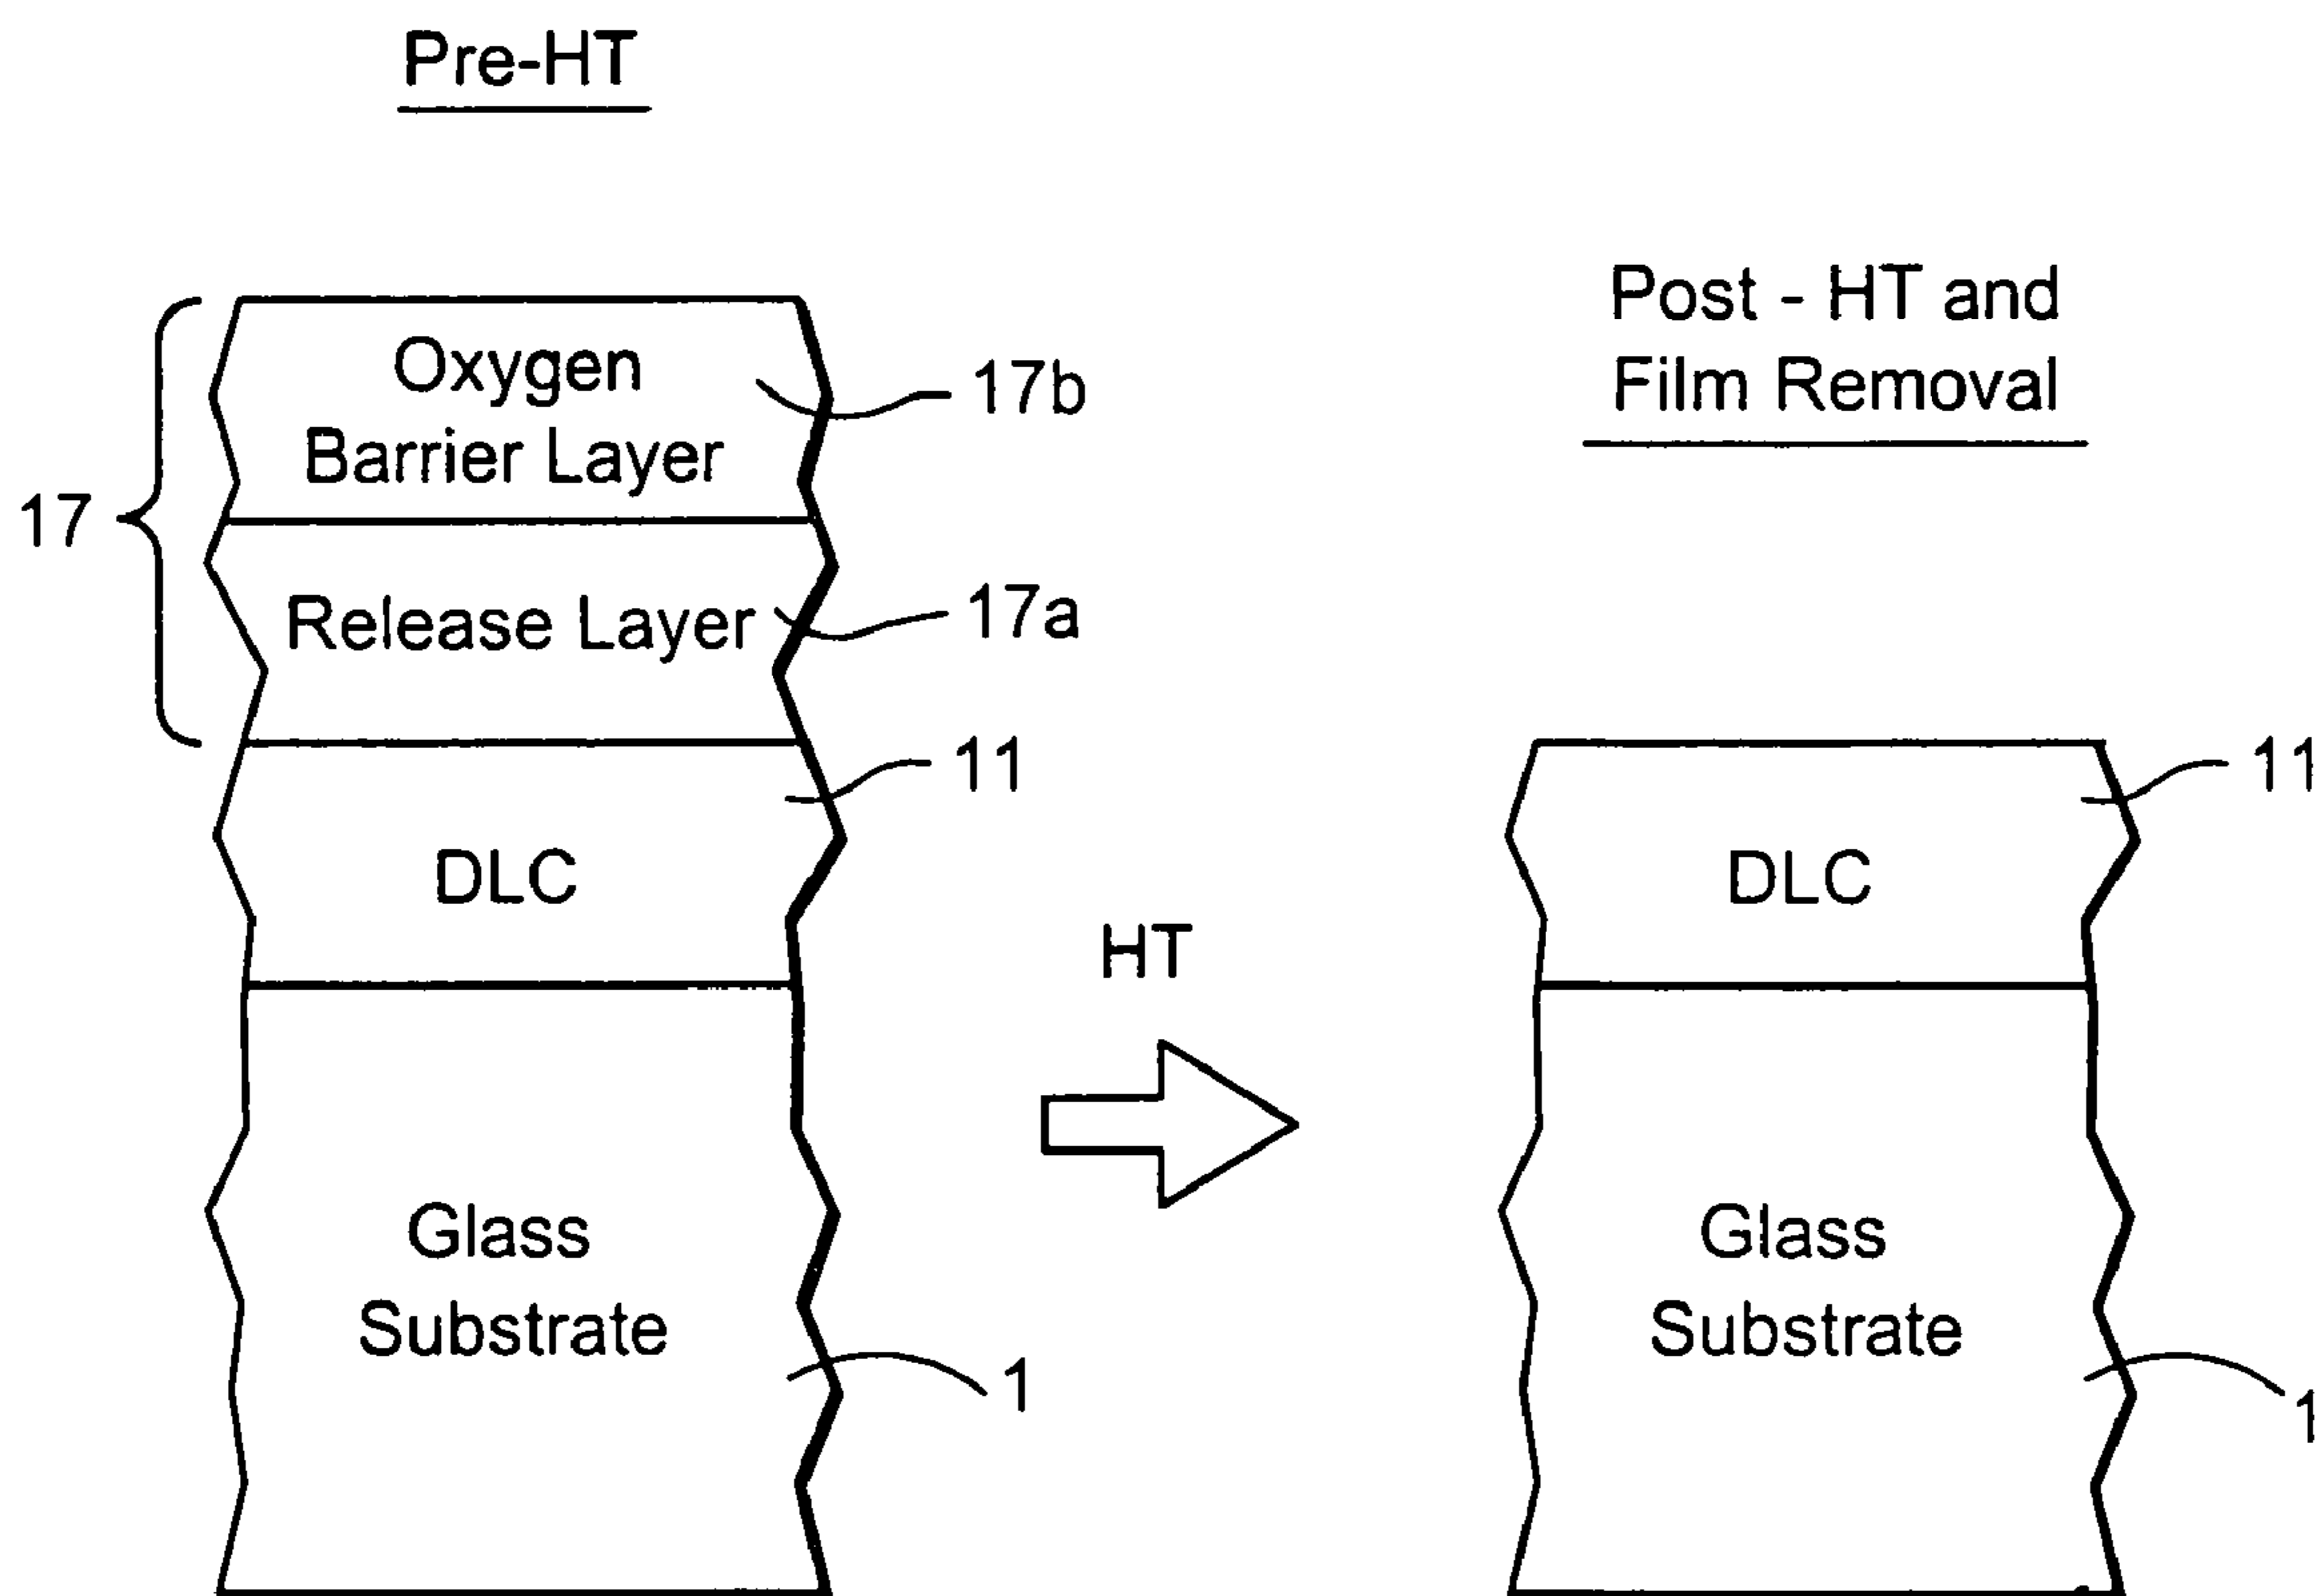 Pre-HT
Oxygen
Barrier Layer
17b
17
Release Layer
17a
11
DLC
Glass
Substrate
1
HT
Post - HT and
Film Removal
11
DLC
Glass
Substrate
1